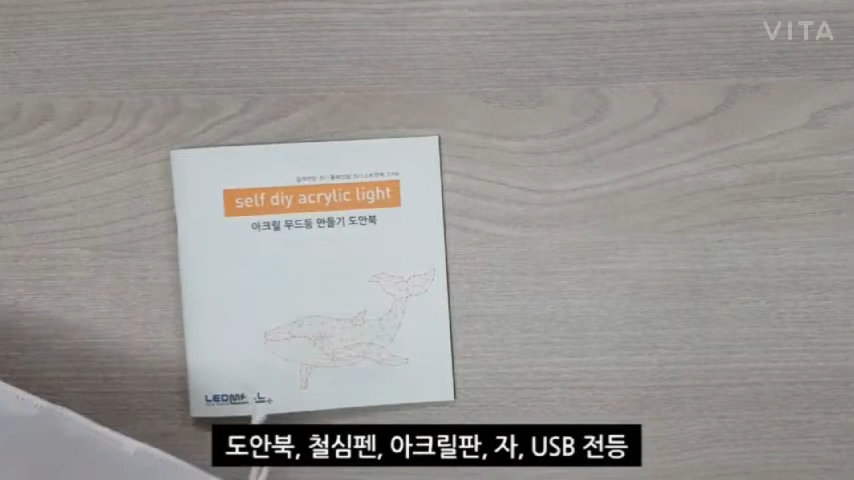 VITA
self diy acrylic light
아크릴 무드등 만들기 도안북
LEDMA
도안북, 철심펜, 아크릴판, 자, USB 전등